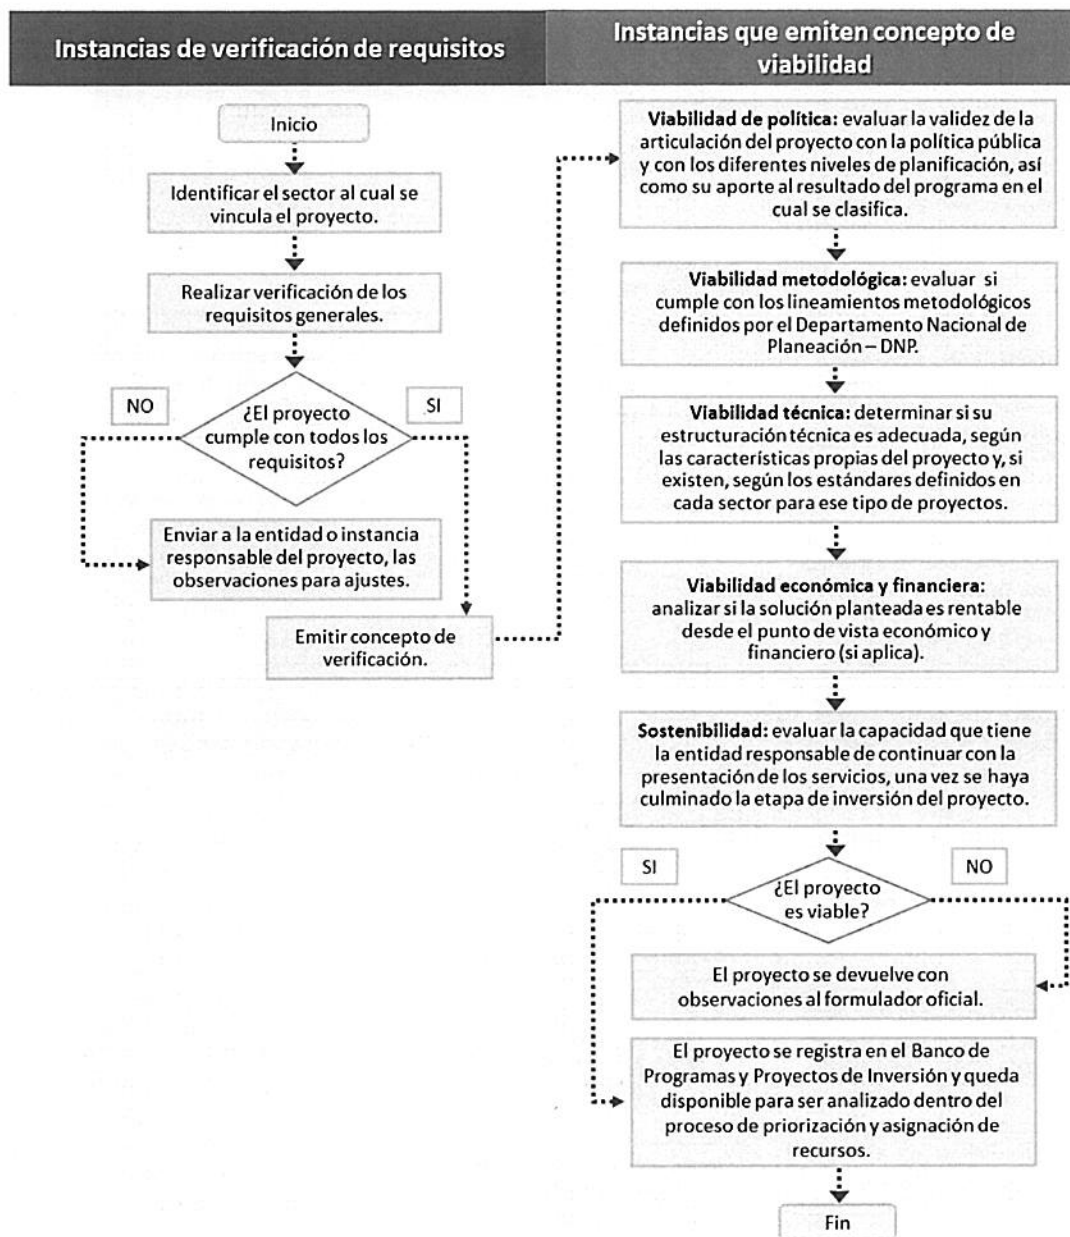 Instancias de verificación de requisitos
Inicio
Identificar el sector al cual se
vincula el proyecto.
Realizar verificación de los
requisitos generales.
NO
¿El proyecto
cumple con todos los
requisitos?
SI
Enviar a la entidad o instancia
responsable del proyecto, las
observaciones para ajustes.
Emitir concepto de
verificación.
Instancias que emiten concepto de
viabilidad
Viabilidad de política: evaluar la validez de la
articulación del proyecto con la política pública
y con los diferentes niveles de planificación, así
como su aporte al resultado del programa en el
cual se clasifica.
Viabilidad metodológica: evaluar si
cumple con los lineamientos metodológicos
definidos por el Departamento Nacional de
Planeación – DNP.
Viabilidad técnica: determinar si su
estructuración técnica es adecuada, según
las características propias del proyecto y, si
existen, según los estándares definidos en
cada sector para ese tipo de proyectos.
Viabilidad económica y financiera:
analizar si la solución planteada es rentable
desde el punto de vista económico y
financiero (si aplica).
Sostenibilidad: evaluar la capacidad que tiene
la entidad responsable de continuar con la
presentación de los servicios, una vez se haya
culminado la etapa de inversión del proyecto.
SI
¿El proyecto
es viable?
NO
El proyecto se devuelve con
observaciones al formulador oficial.
El proyecto se registra en el Banco de
Programas y Proyectos de Inversión y queda
disponible para ser analizado dentro del
proceso de priorización y asignación de
recursos.
Fin